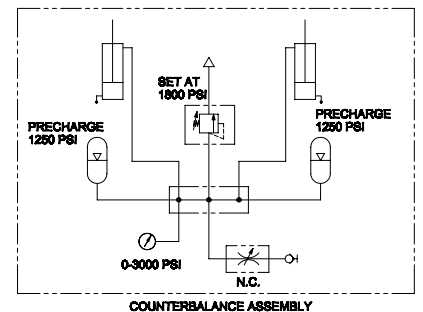 SET AT
1800 PSI
PRECHARGE
1250 PSI
PRECHARGE
1250 PSI
0-3000 PSI
N.C.
COUNTERBALANCE ASSEMBLY